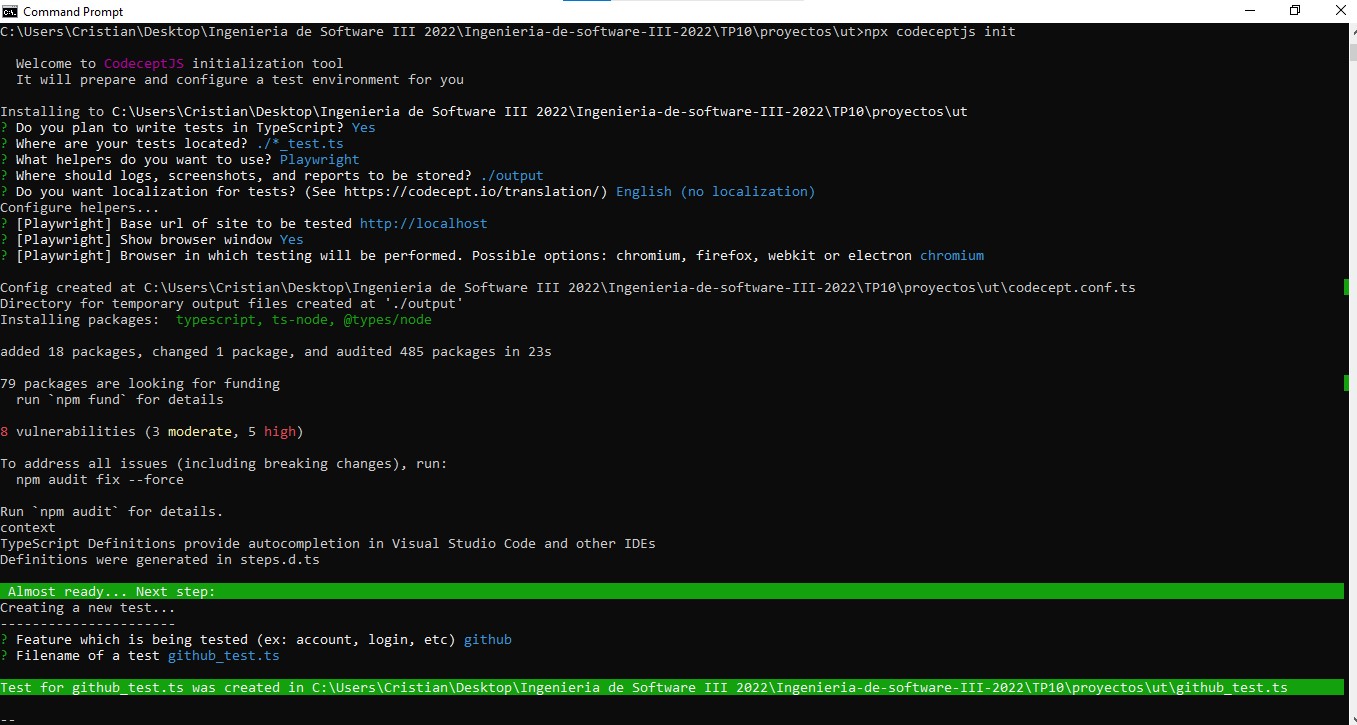 Command Prompt
C:\Users\Cristian\Desktop\Ingenieria de Software III 2022\Ingenieria-de-software-III-2022\TP10\proyectos\ut>npx codeceptjs init
Welcome to CodeceptJS initialization tool
It will prepare and configure a test environment for you
Installing to C:\Users\Cristian\Desktop\Ingenieria de Software III 2022\Ingenieria-de-software-III-2022\TP10\proyectos\ut
? Do you plan to write tests in TypeScript? Yes
? Where are your tests located? ./*_test.ts
? What helpers do you want to use? Playwright
? Where should logs, screenshots, and reports to be stored? ./output
? Do you want localization for tests? (See https://codecept.io/translation/) English (no localization)
Configure helpers...
? [Playwright] Base url of site to be tested http://localhost
? [Playwright] Show browser window Yes
? [Playwright] Browser in which testing will be performed. Possible options: chromium, firefox, webkit or electron chromium
Config created at C:\Users\Cristian\Desktop\Ingenieria de Software III 2022\Ingenieria-de-software-III-2022\TP10\proyectos\ut\codecept.conf.ts
Directory for temporary output files created at './output'
Installing packages:  typescript, ts-node, @types/node
added 18 packages, changed 1 package, and audited 485 packages in 23s
79 packages are looking for funding
run `npm fund` for details
8 vulnerabilities (3 moderate, 5 high)
To address all issues (including breaking changes), run:
npm audit fix --force
Run `npm audit` for details.
context
TypeScript Definitions provide autocompletion in Visual Studio Code and other IDEs
Definitions were generated in steps.d.ts
Almost ready... Next step:
Creating a new test...
----------------------
? Feature which is being tested (ex: account, login, etc) github
? Filename of a test github_test.ts
Test for github_test.ts was created in C:\Users\Cristian\Desktop\Ingenieria de Software III 2022\Ingenieria-de-software-III-2022\TP10\proyectos\ut\github_test.ts
--